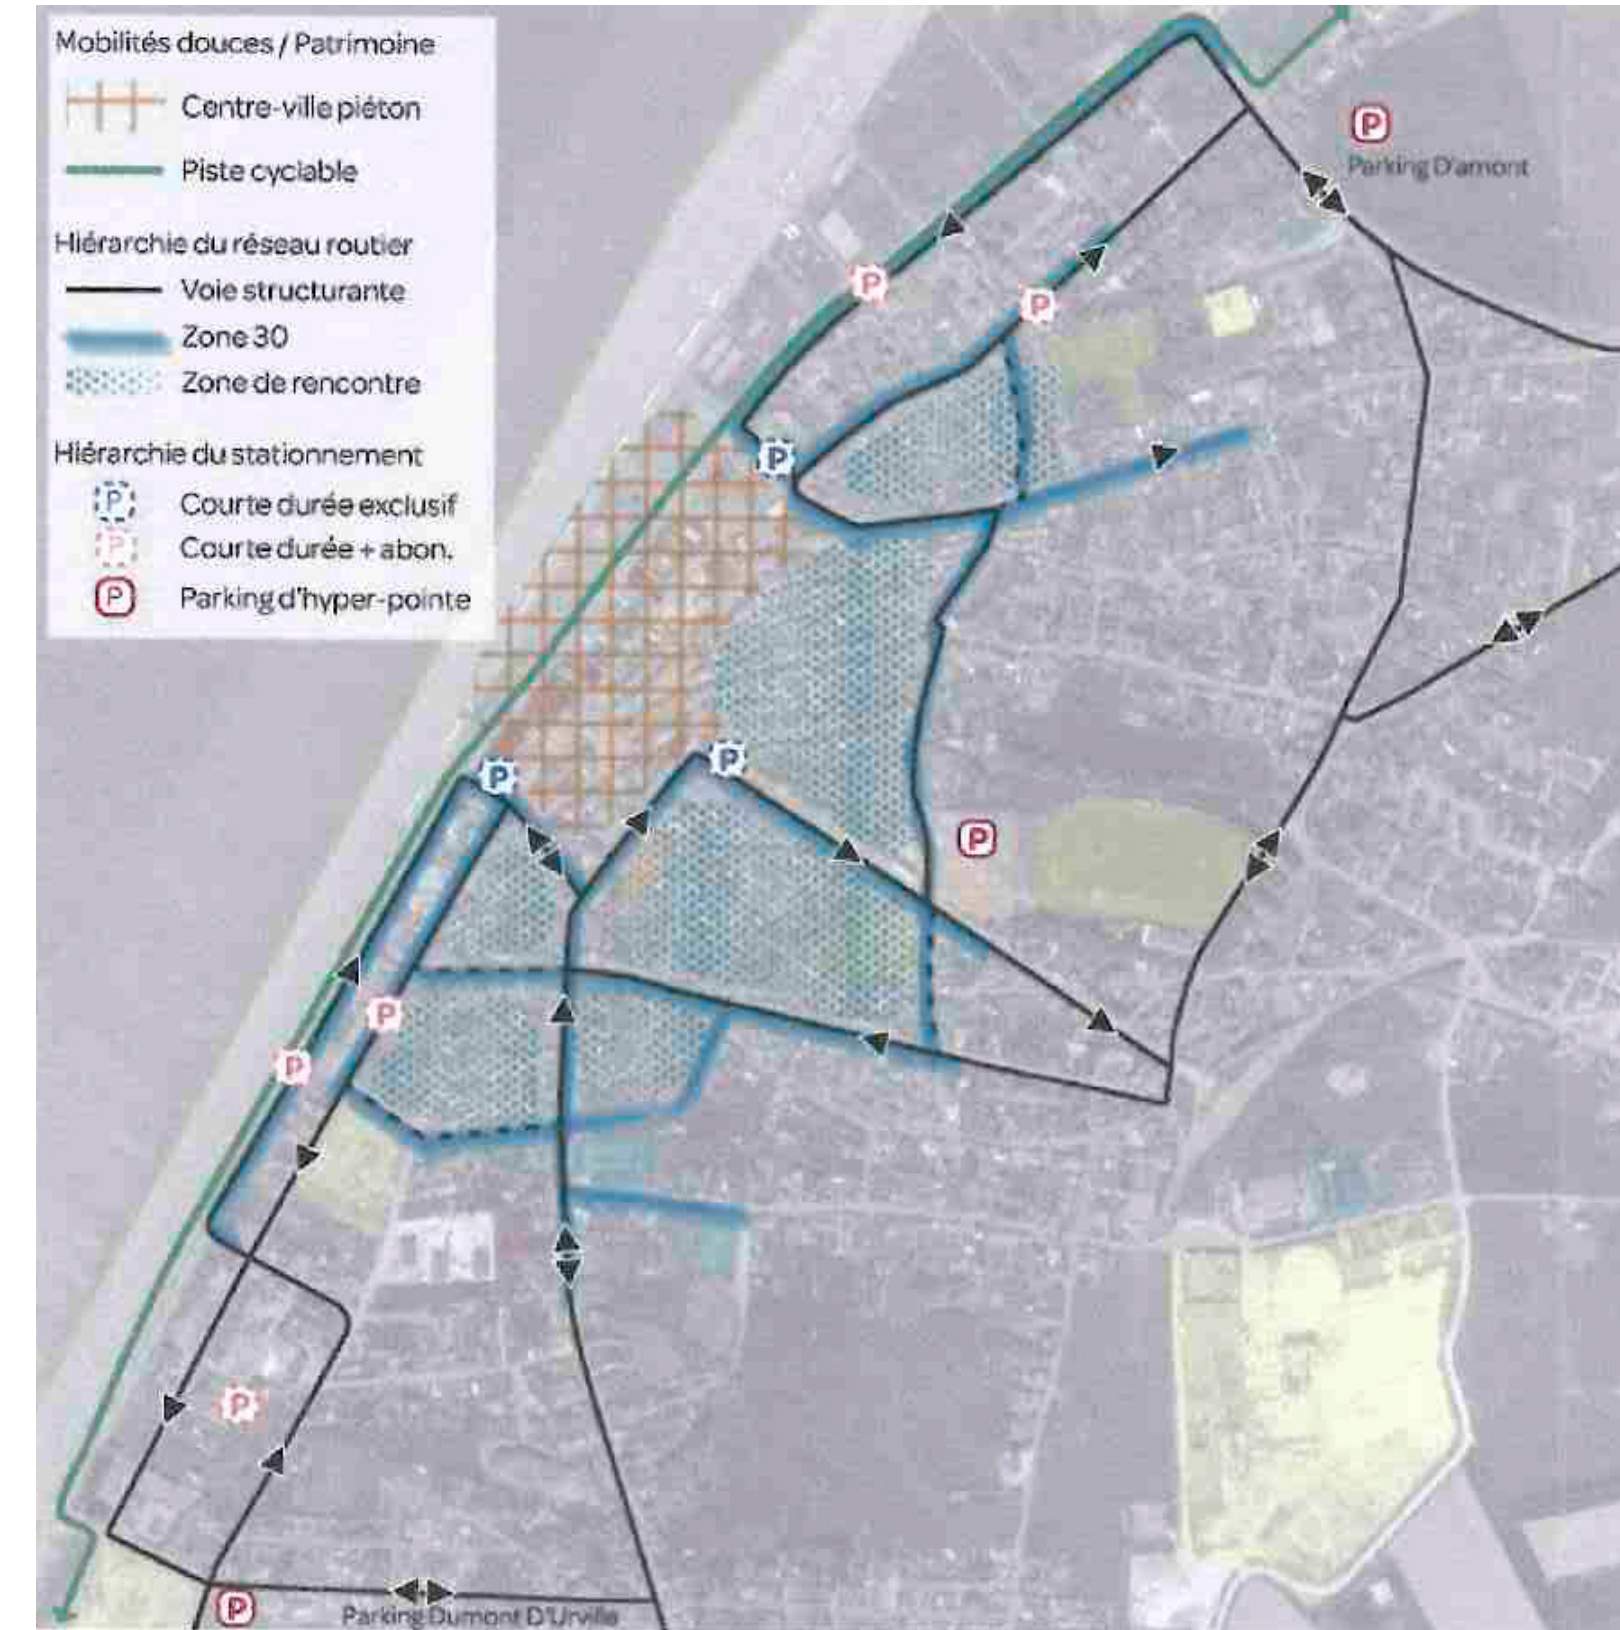 Mobilités douces / Patrimoine
Centre-ville piéton
Piste cyclable
Hiérarchie du réseau routier
Voie structurante
Zone 30
Zone de rencontre
Hiérarchie du stationnement
P Courte durée exclusif
P Courte durée + abon.
P Parking d'hyper-pointe
P
Parking D'amont
P
P
P
P
P
P
P
P
P
P
Parking Dumont D'Urville